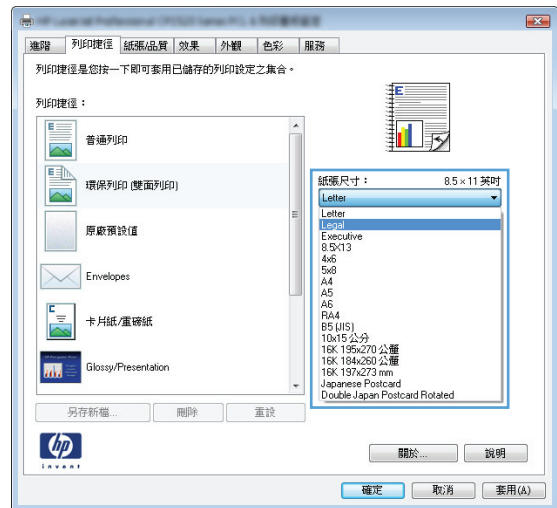 進階 列印捷徑 紙張/品質 效果 外觀 色彩 服務
列印捷徑是您按一下即可套用已儲存的列印設定之集合。
列印捷徑：
E
普通列印
E
環保列印 (雙面列印)
原廠預設值
Envelopes
卡片紙/重磅紙
Glossy/Presentation
另存新檔... 刪除 重設
E
紙張尺寸： 8.5 × 11 英吋
Letter
Letter
Legal
Executive
8.5X13
4x6
5x8
A4
A5
A6
RA4
B5 (JIS)
10x15 公分
16K 195x270 公釐
16K 184x260 公釐
16K 197x273 mm
Japanese Postcard
Double Japan Postcard Rotated
hp
invent
關於... 說明
確定 取消 套用(A)